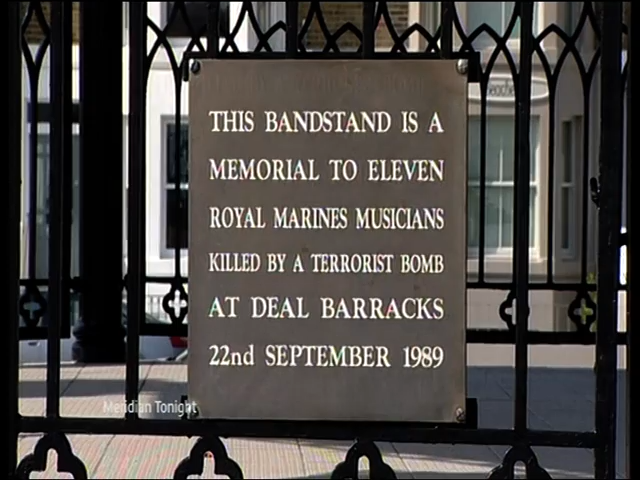 THIS BANDSTAND IS A
MEMORIAL TO ELEVEN
ROYAL MARINES MUSICIANS
KILLED BY A TERRORIST BOMB
AT DEAL BARRACKS
22nd SEPTEMBER 1989
Meridian Tonight